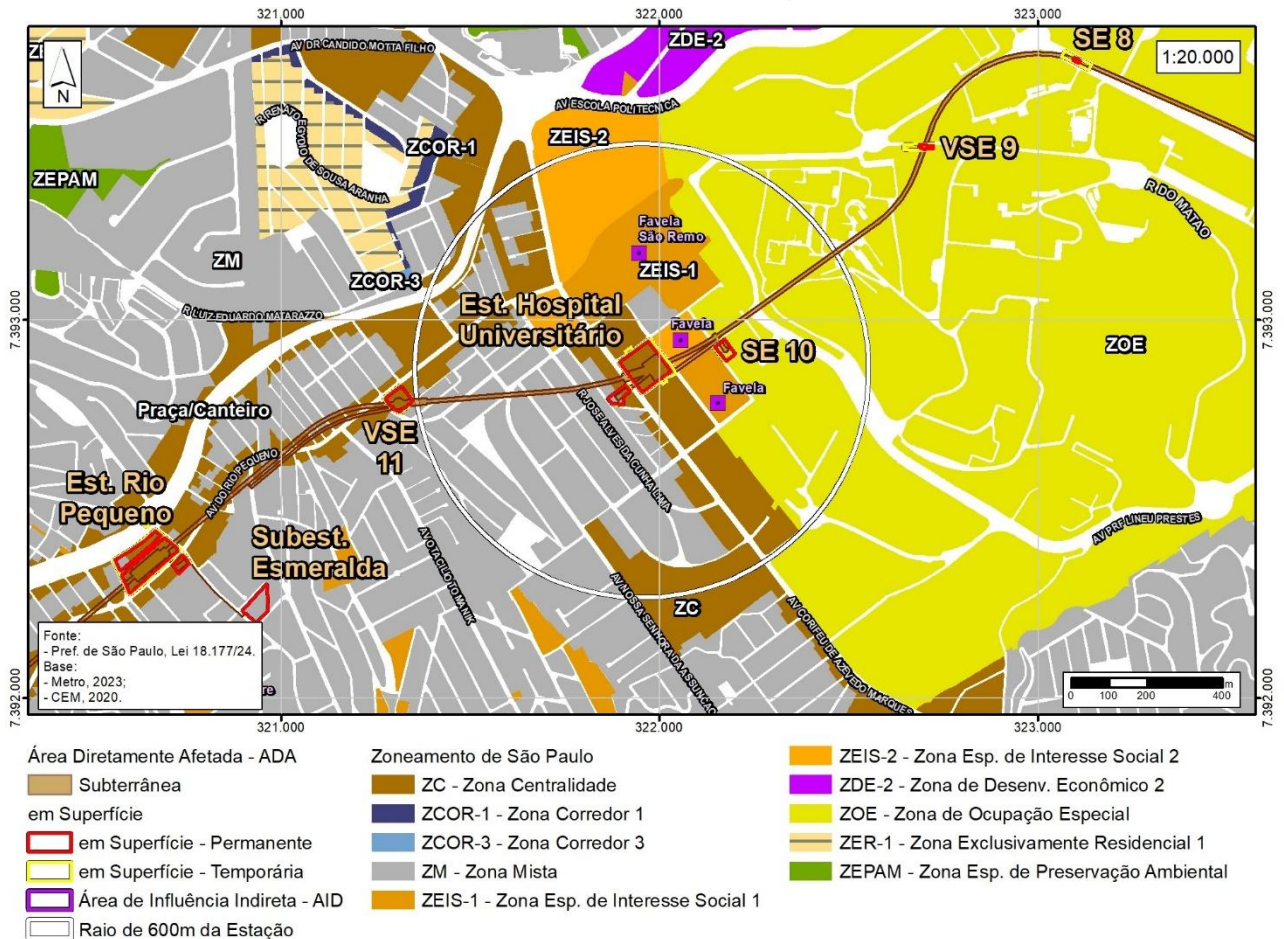 321.000
322.000
323.000
7.393.000
7.392.000
N
1:20.000
AV DR CANDIDO MOTTA FILHO
ZDE-2
SE 8
AV ESCOLA POLITECNICA
R RENATO EGYDIO DE SOUSA ARANHA
ZCOR-1
ZEIS-2
VSE 9
ZEPAM
R DO MATAO
Favela
São Remo
ZM
ZEIS-1
ZCOR-3
R LUIZ EDUARDO MATARAZZO
Est. Hospital
Universitário
Favela
SE 10
ZOE
Favela
Praça/Canteiro
VSE
11
R JOSE ALVES DA CUNHA LIMA
AV DO RIO PEQUENO
Est. Rio
Pequeno
Subest.
Esmeralda
AV OTACILIO TOMANIK
AV PRF LINEU PRESTES
ZC
AV NOSSA SENHORA DA ASSUNCAO
AV CORIFEU DE AZEVEDO MARQUES
Fonte:
- Pref. de São Paulo, Lei 18.177/24.
Base:
- Metro, 2023;
- CEM, 2020.
0 100 200 400 m
7.393.000
7.392.000
321.000
322.000
323.000
Área Diretamente Afetada - ADA
Subterrânea
em Superfície
em Superfície - Permanente
em Superfície - Temporária
Área de Influência Indireta - AID
Raio de 600m da Estação
Zoneamento de São Paulo
ZC - Zona Centralidade
ZCOR-1 - Zona Corredor 1
ZCOR-3 - Zona Corredor 3
ZM - Zona Mista
ZEIS-1 - Zona Esp. de Interesse Social 1
ZEIS-2 - Zona Esp. de Interesse Social 2
ZDE-2 - Zona de Desenv. Econômico 2
ZOE - Zona de Ocupação Especial
ZER-1 - Zona Exclusivamente Residencial 1
ZEPAM - Zona Esp. de Preservação Ambiental